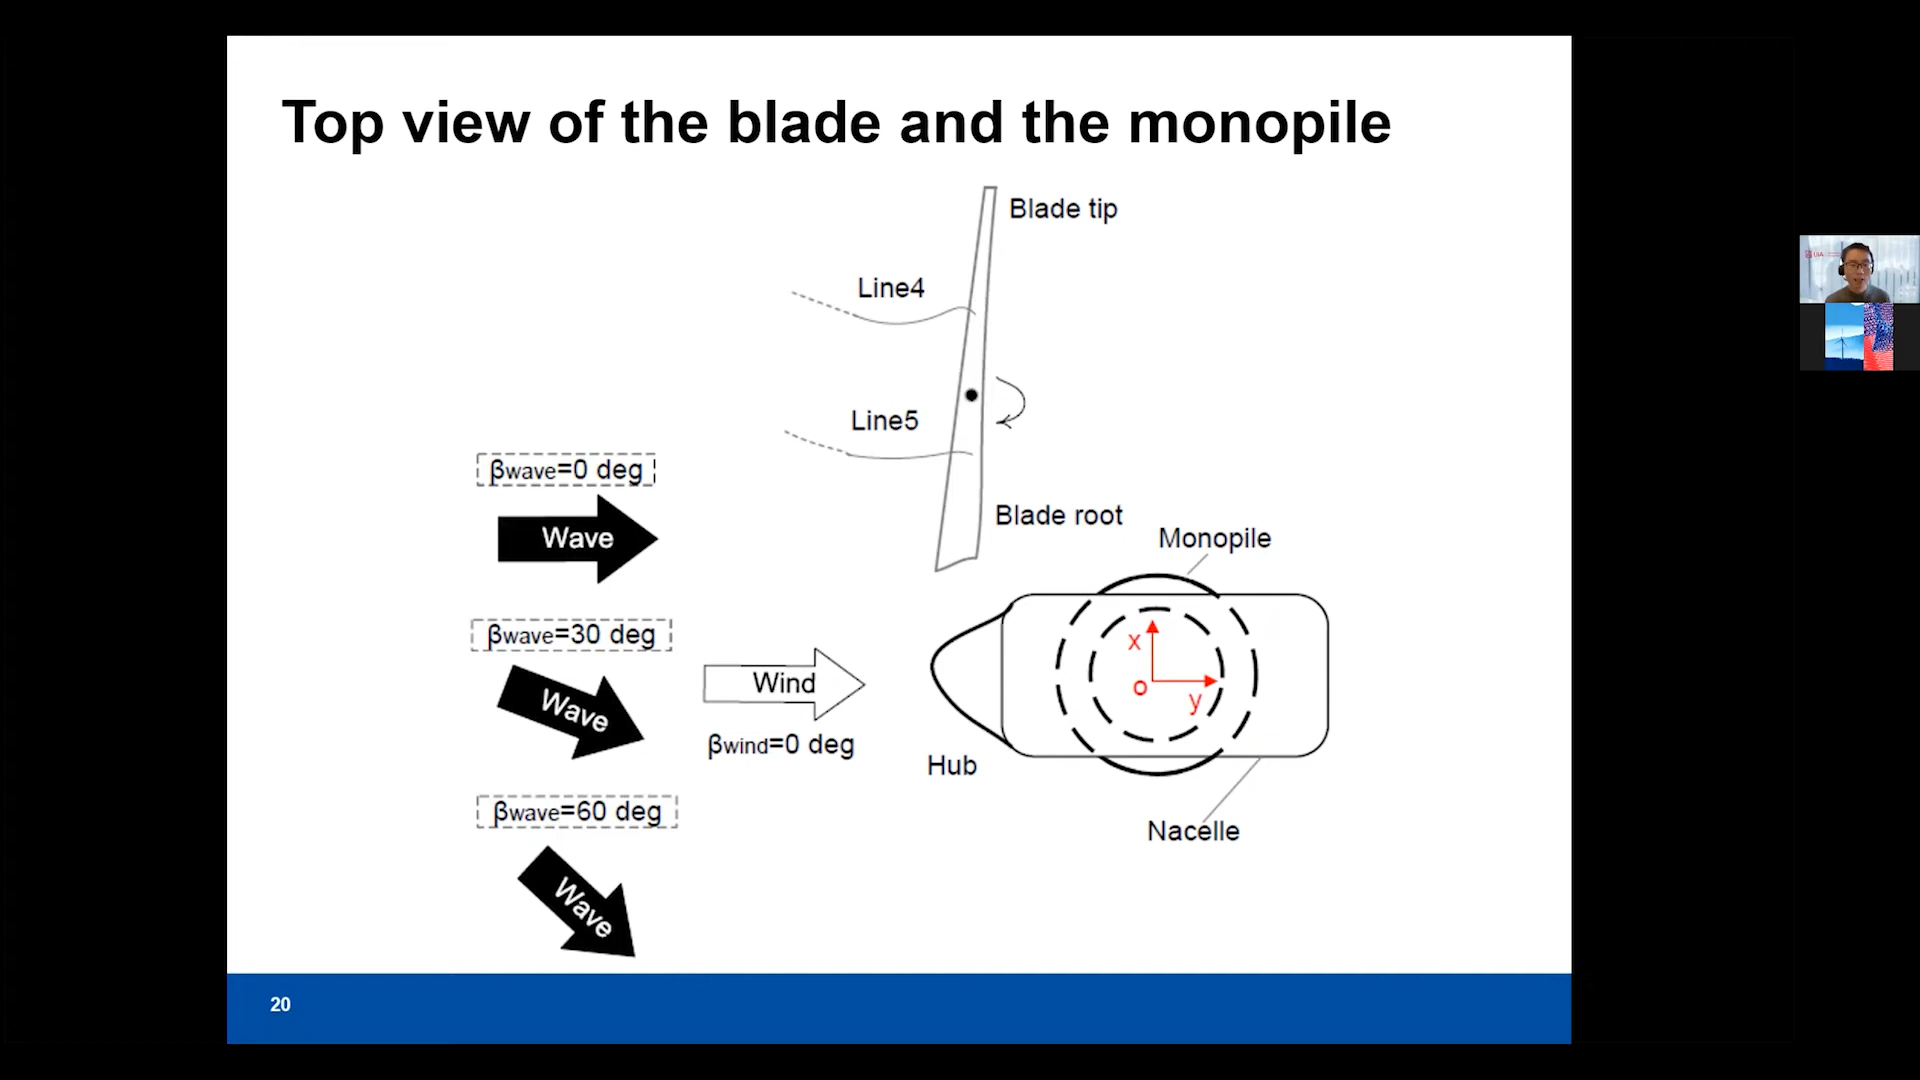 Top view of the blade and the monopile
Blade tip
Line4
Line5
βwave=0 deg
Wave
Blade root
Monopile
βwave=30 deg
Wave
Wind
βwind=0 deg
x
o
y
Hub
Nacelle
βwave=60 deg
Wave
20
UiA